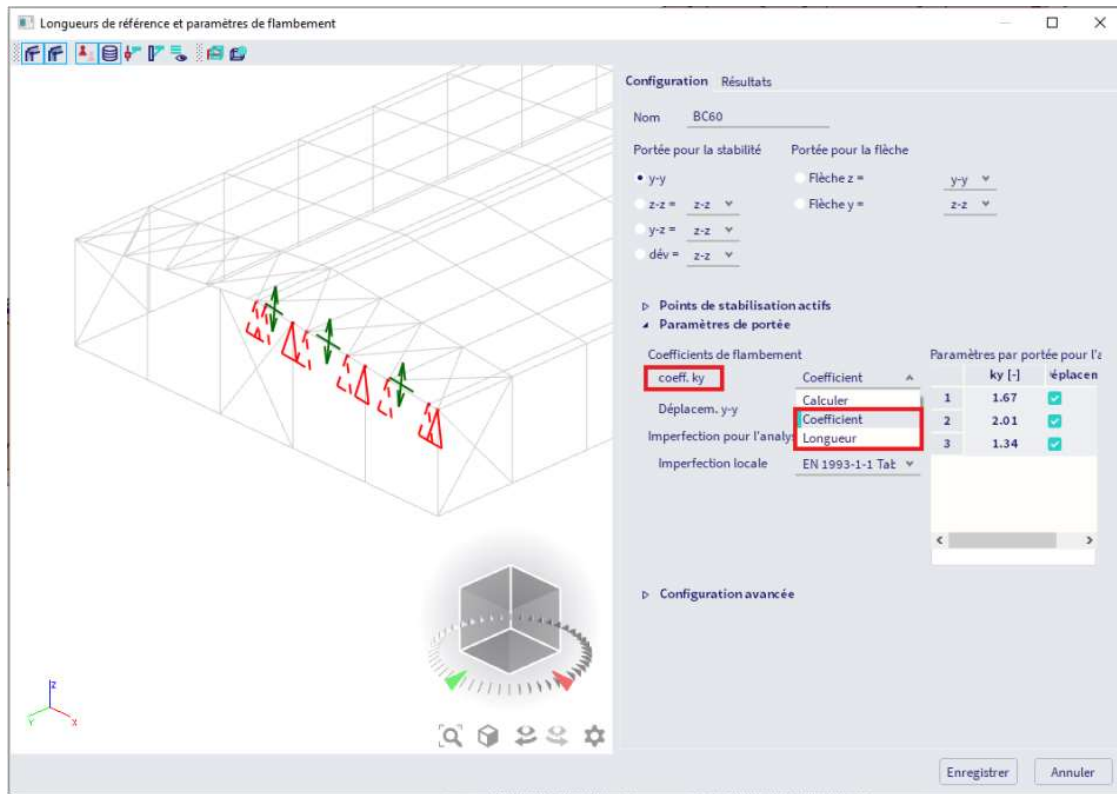 Longueurs de référence et paramètres de flambement
Configuration Résultats
Nom BC60
Portée pour la stabilité Portée pour la flèche
y-y Flèche z = y-y
z-z = z-z Flèche y = z-z
y-z = z-z
dév = z-z
Points de stabilisation actifs
Paramètres de portée
Coefficients de flambement Paramètres par portée pour l'a
coeff. ky Coefficient ky [-] éplacem
Calculer 1 1.67
Déplacem. y-y Coefficient 2 2.01
Imperfection pour l'analy Longueur 3 1.34
Imperfection locale EN 1993-1-1 Tab
Configuration avancée
z
Y x
Enregistrer Annuler